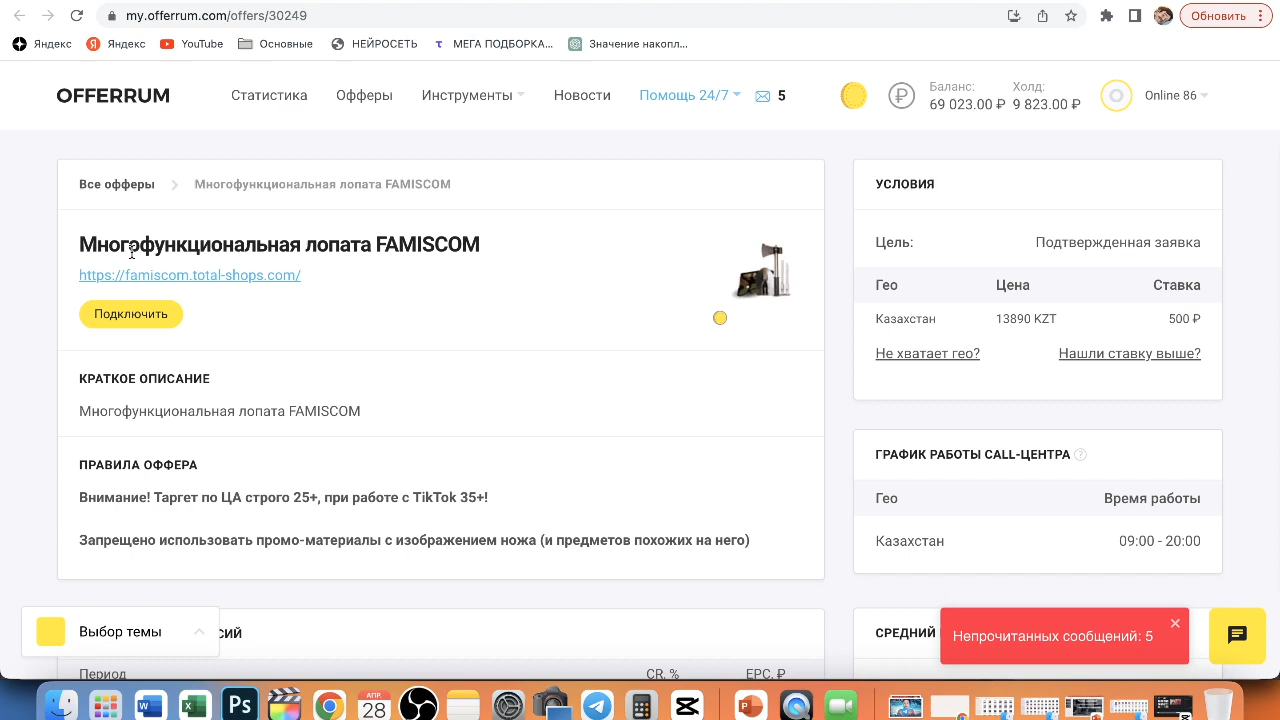 my.offerrum.com/offers/30249
Обновить
Яндекс
Яндекс
YouTube
Основные
НЕЙРОСЕТЬ
МЕГА ПОДБОРКА...
Значение накопл...
OFFERRUM
Статистика
Офферы
Инструменты
Новости
Помощь 24/7
5
Баланс:
69 023.00 ₽
Холд:
9 823.00 ₽
Online 86
Все офферы
Многофункциональная лопата FAMISCOM
Многофункциональная лопата FAMISCOM
https://famiscom.total-shops.com/
Подключить
КРАТКОЕ ОПИСАНИЕ
Многофункциональная лопата FAMISCOM
ПРАВИЛА ОФФЕРА
Внимание! Таргет по ЦА строго 25+, при работе с TikTok 35+!
Запрещено использовать промо-материалы с изображением ножа (и предметов похожих на него)
УСЛОВИЯ
Цель: Подтвержденная заявка
Гео Цена Ставка
Казахстан 13890 KZT 500 ₽
Не хватает гео? Нашли ставку выше?
ГРАФИК РАБОТЫ CALL-ЦЕНТРА ?
Гео Время работы
Казахстан 09:00 - 20:00
Выбор темы
СИЙ
Период CR. % EPC. ₽
СРЕДНИЙ
Непрочитанных сообщений: 5
АПР.
28
Ps